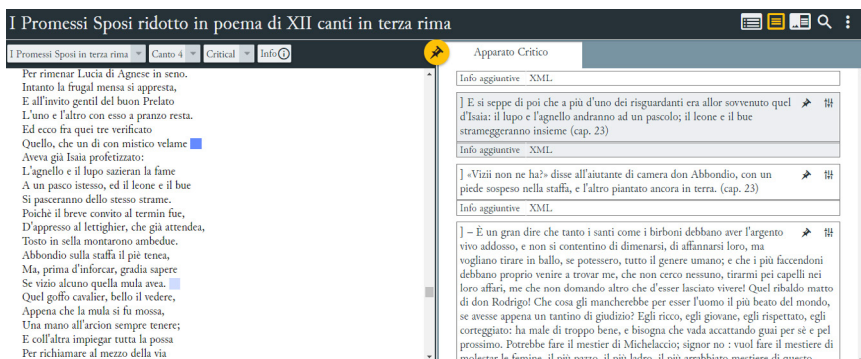 I Promessi Sposi ridotto in poema di XII canti in terza rima
I Promessi Sposi in terza rima
Canto 4
Critical
Info
Per rimenar Lucia di Agnese in seno.
Intanto la frugal mensa si appresta,
E all'invito gentil del buon Prelato
L'uno e l'altro con esso a pranzo resta.
Ed ecco fra quei tre verificato
Quello, che un dì con mistico velame
Aveva già Isaia profetizzato:
L'agnello e il lupo sazieran la fame
A un pasco istesso, ed il leone e il bue
Si pasceranno dello stesso strame.
Poichè il breve convito al termin fue,
D'appresso al lettighier, che già attendea,
Tosto in sella montarono ambedue.
Abbondio sulla staffa il piè tenea,
Ma, prima d'inforcar, gradia sapere
Se vizio alcuno quella mula avea.
Quel goffo cavalier, bello il vedere,
Appena che la mula si fu mossa,
Una mano all'arcion sempre tenere;
E coll'altra impiegar tutta la possa
Per richiamare al mezzo della via
Apparato Critico
Info aggiuntive XML
] E si seppe di poi che a più d'uno dei risguardanti era allor sovvenuto quel
d'Isaia: il lupo e l'agnello andranno ad un pascolo; il leone e il bue
strameggeranno insieme (cap. 23)
Info aggiuntive XML
] «Vizii non ne ha?» disse all'aiutante di camera don Abbondio, con un
piede sospeso nella staffa, e l'altro piantato ancora in terra. (cap. 23)
Info aggiuntive XML
] – È un gran dire che tanto i santi come i birboni debbano aver l'argento
vivo addosso, e non si contentino di dimenarsi, di affannarsi loro, ma
vogliano tirare in ballo, se potessero, tutto il genere umano; e che i più faccendoni
debbano proprio venire a trovar me, che non cerco nessuno, tirarmi pei capelli nei
loro affari, me che non domando altro che d'esser lasciato vivere! Quel ribaldo matto
di don Rodrigo! Che cosa gli mancherebbe per esser l'uomo il più beato del mondo,
se avesse appena un tantino di giudizio? Egli ricco, egli giovane, egli rispettato, egli
corteggiato: ha male di troppo bene, e bisogna che vada accattando guai per sè e pel
prossimo. Potrebbe fare il mestier di Michelaccio; signor no : vuol fare il mestiere di
molestar le femine, il più pazzo, il più ladro, il più arrabbiato mestiere di questo